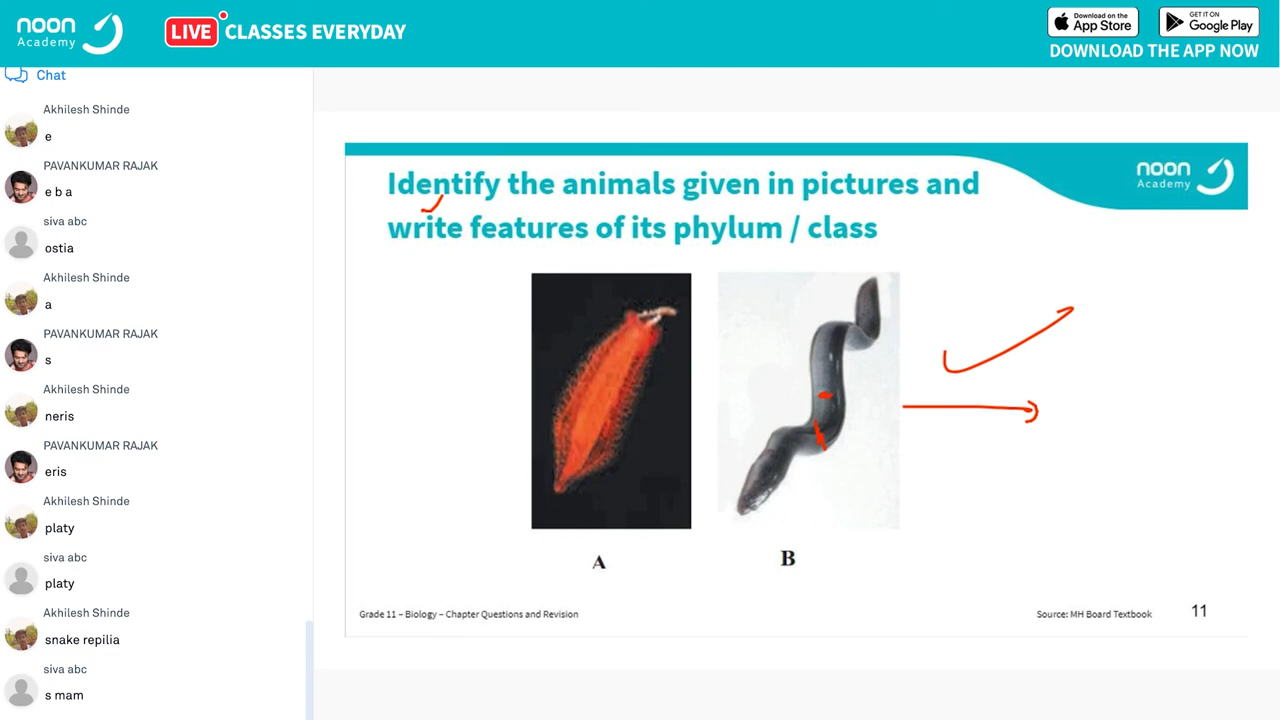 noon
Academy
LIVE CLASSES EVERYDAY
Download on the
App Store
GET IT ON
Google Play
DOWNLOAD THE APP NOW
Chat
Akhilesh Shinde
e
PAVANKUMAR RAJAK
e b a
siva abc
ostia
Akhilesh Shinde
a
PAVANKUMAR RAJAK
s
Akhilesh Shinde
neris
PAVANKUMAR RAJAK
eris
Akhilesh Shinde
platy
siva abc
platy
Akhilesh Shinde
snake repilia
siva abc
s mam
Identify the animals given in pictures and
write features of its phylum / class
noon
Academy
A
B
Grade 11 – Biology – Chapter Questions and Revision
Source: MH Board Textbook
11